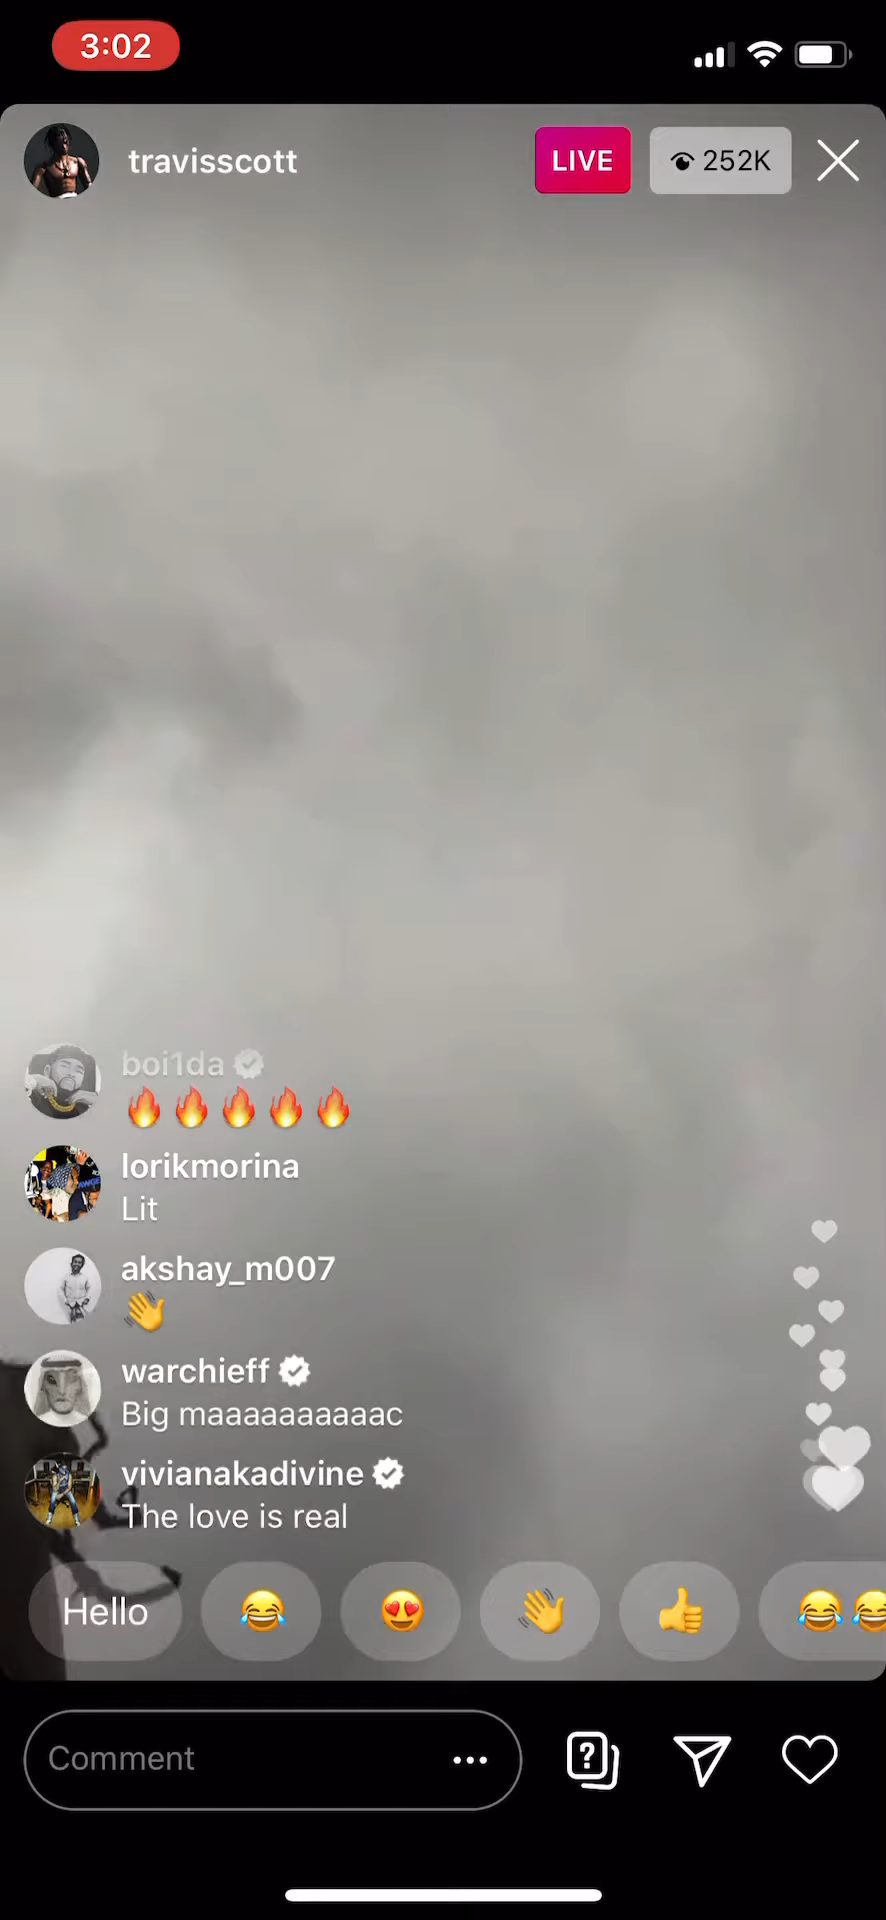 3:02
travisscott LIVE 252K
boi1da
🔥🔥🔥🔥🔥
lorikmorina
Lit
akshay_m007
👋
warchieff
Big maaaaaaaaaac
vivianakadivine
The love is real
Hello 😂 😍 👋 👍 😂😂
Comment
?